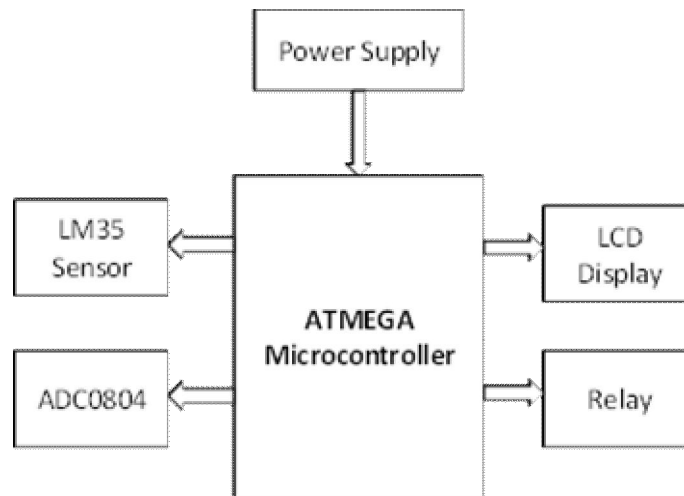 Power Supply
LM35
Sensor
ADC0804
ATMEGA
Microcontroller
LCD
Display
Relay